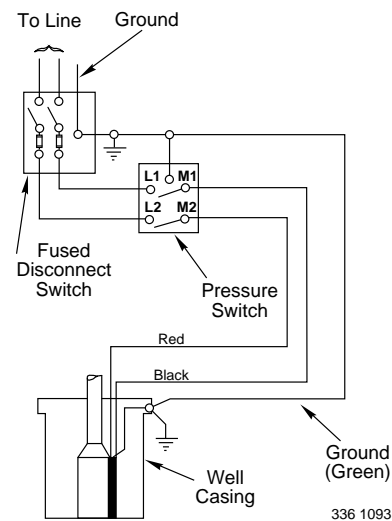 To Line
Ground
L1
M1
L2
M2
Fused
Disconnect
Switch
Pressure
Switch
Red
Black
Ground
(Green)
Well
Casing
336 1093